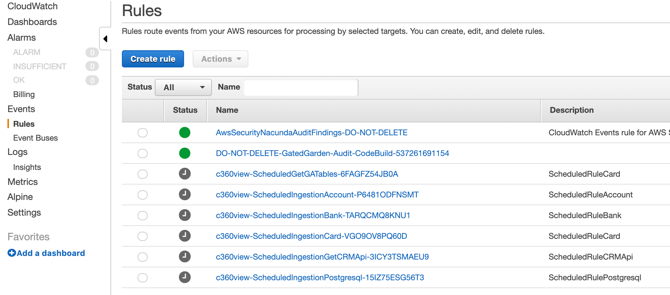 CloudWatch
Dashboards
Alarms
ALARM 0
INSUFFICIENT 0
OK 0
Billing
Events
Rules
Event Buses
Logs
Insights
Metrics
Alpine
Settings
Favorites
Add a dashboard
Rules
Rules route events from your AWS resources for processing by selected targets. You can create, edit, and delete rules.
Create rule Actions
Status All Name
Status Name Description
AwsSecurityNacundaAuditFindings-DO-NOT-DELETE CloudWatch Events rule for AWS S
DO-NOT-DELETE-GatedGarden-Audit-CodeBuild-537261691154
c360view-ScheduledGetGATables-6FAGFZ54JB0A ScheduledRuleCard
c360view-ScheduledIngestionAccount-P6481ODFNSMT ScheduledRuleAccount
c360view-ScheduledIngestionBank-TARQCMQ8KNU1 ScheduledRuleBank
c360view-ScheduledIngestionCard-VGO9OV8PQ60D ScheduledRuleCard
c360view-ScheduledIngestionGetCRMApi-3ICY3TSMAEU9 ScheduledRuleCRMApi
c360view-ScheduledIngestionPostgresql-15IZ75ESG56T3 ScheduledRulePostgresql